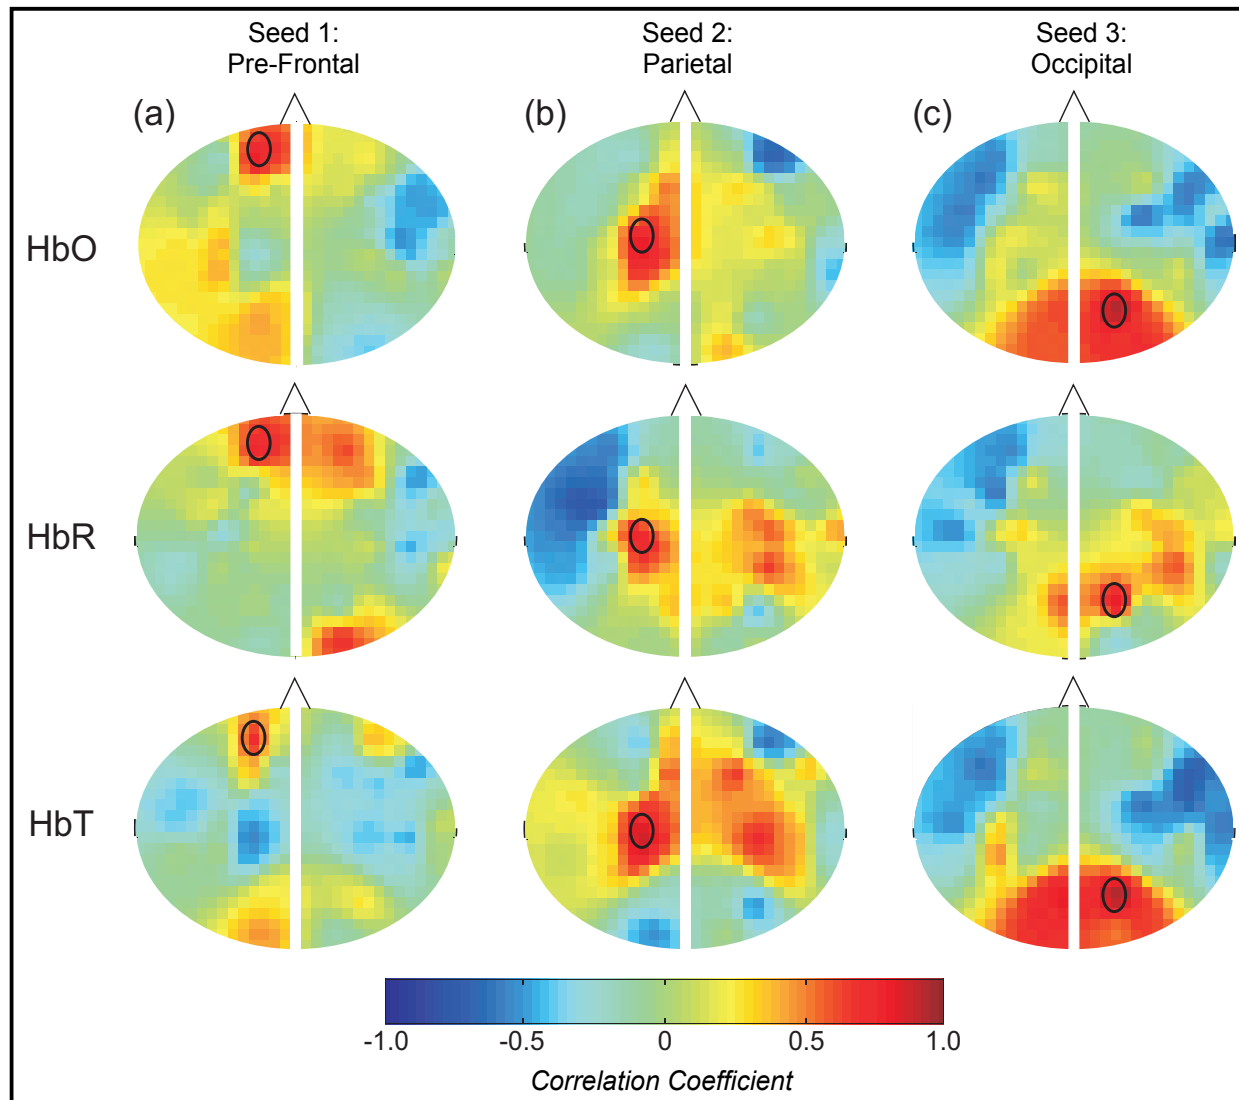 Seed 1:
Pre-Frontal
Seed 2:
Parietal
Seed 3:
Occipital
(a)
(b)
(c)
HbO
HbR
HbT
-1.0
-0.5
0
0.5
1.0
Correlation Coefficient